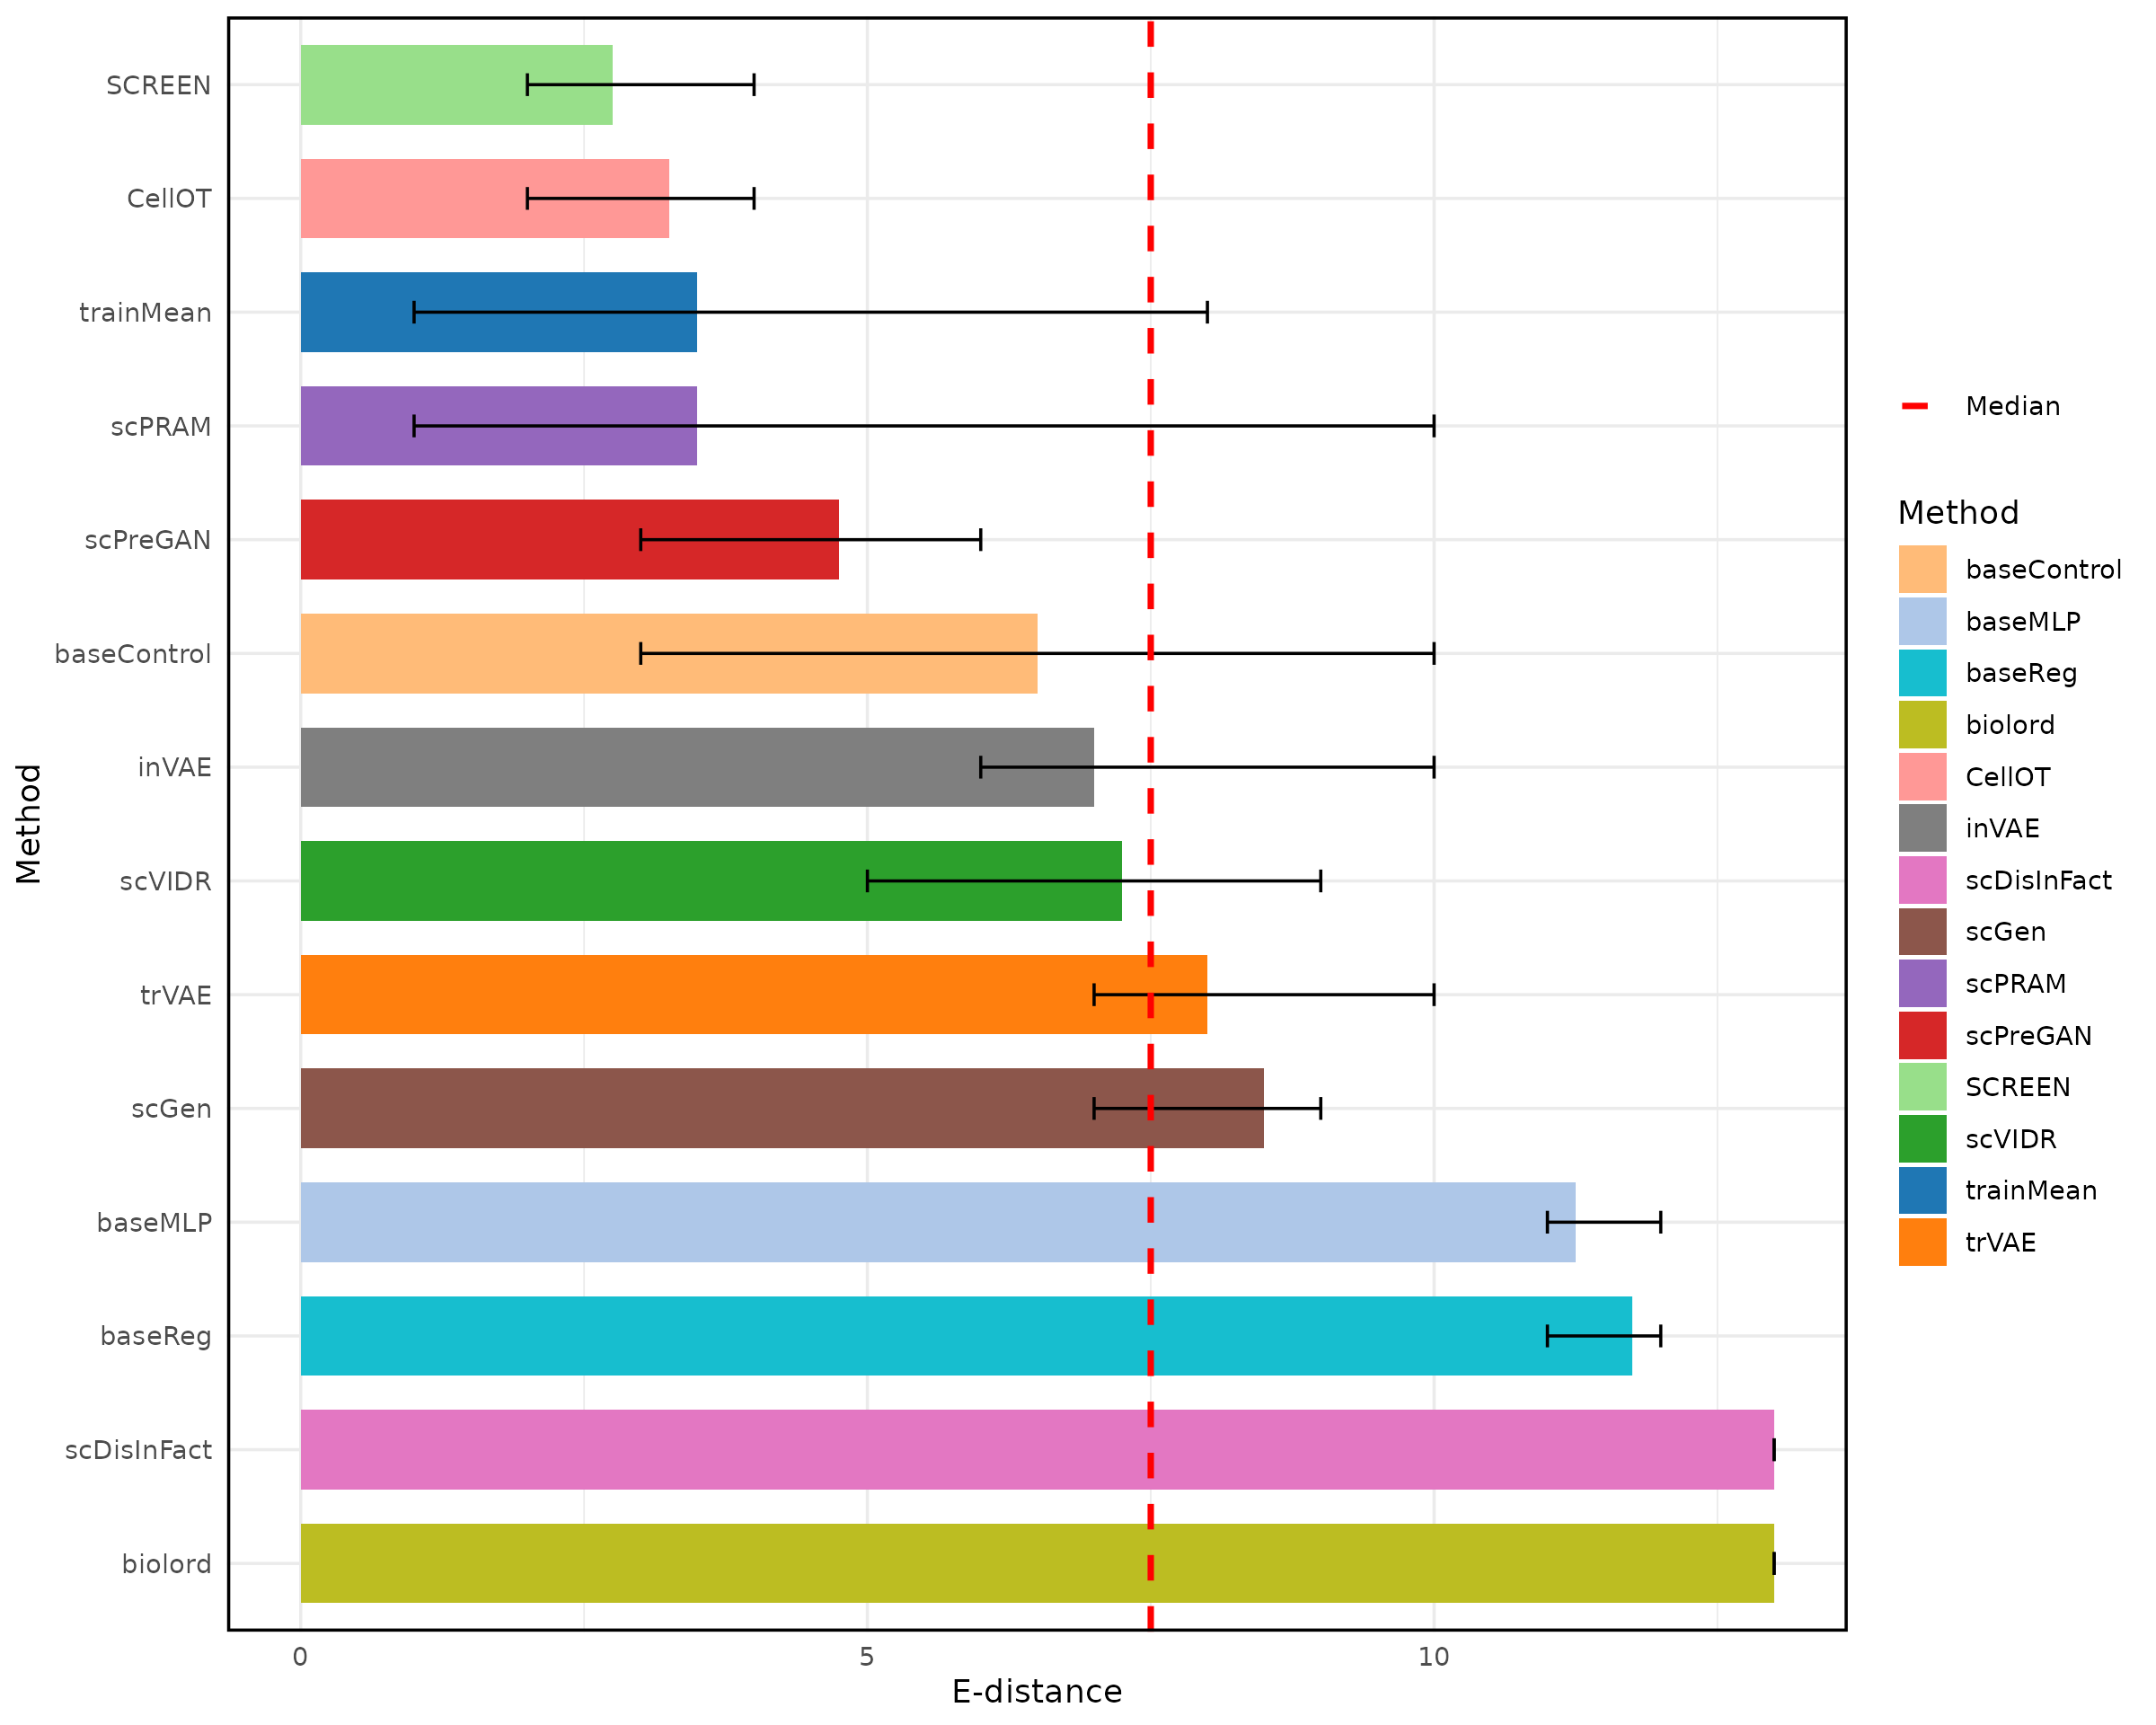 SCREEN
CellOT
trainMean
scPRAM
scPreGAN
baseControl
inVAE
scVIDR
trVAE
scGen
baseMLP
baseReg
scDisInFact
biolord
Method
0
5
10
E-distance
Median
Method
baseControl
baseMLP
baseReg
biolord
CellOT
inVAE
scDisInFact
scGen
scPRAM
scPreGAN
SCREEN
scVIDR
trainMean
trVAE